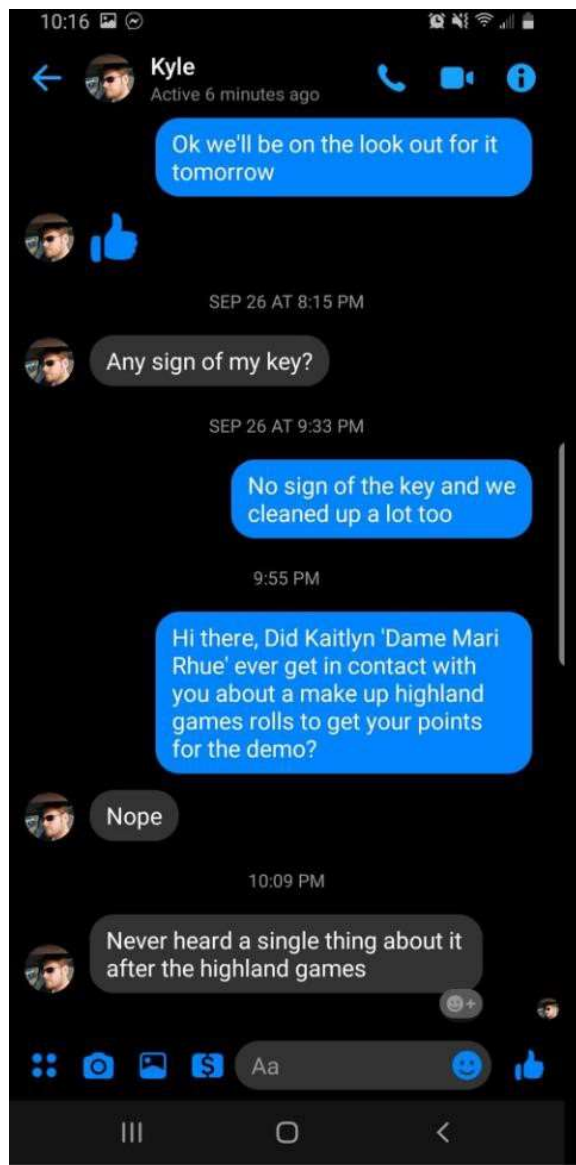 10:16
Kyle
Active 6 minutes ago
Ok we'll be on the look out for it
tomorrow
SEP 26 AT 8:15 PM
Any sign of my key?
SEP 26 AT 9:33 PM
No sign of the key and we
cleaned up a lot too
9:55 PM
Hi there, Did Kaitlyn 'Dame Mari
Rhue' ever get in contact with
you about a make up highland
games rolls to get your points
for the demo?
Nope
10:09 PM
Never heard a single thing about it
after the highland games
Aa